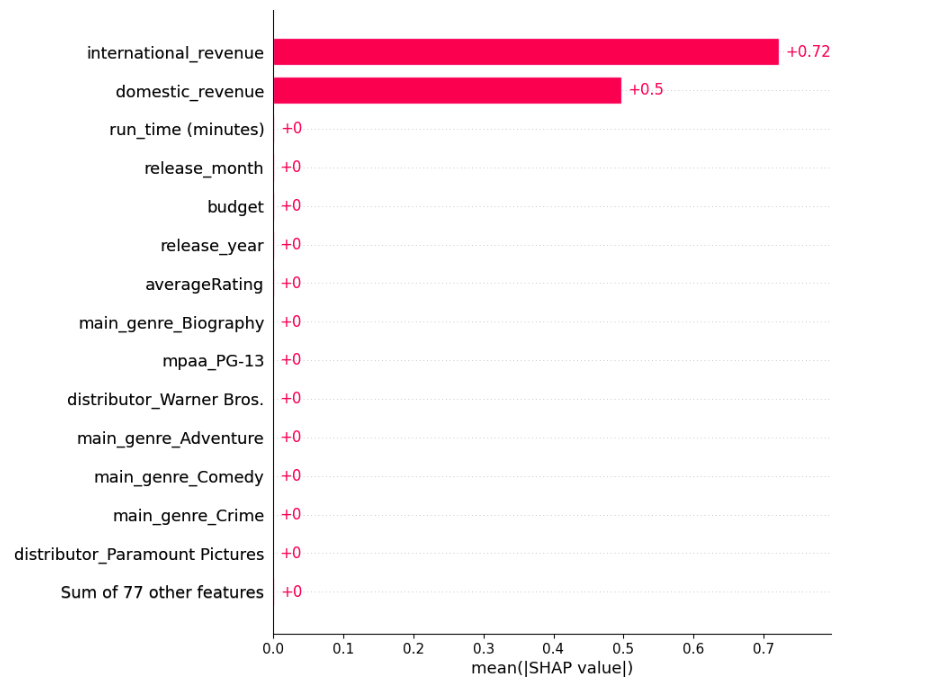 international_revenue +0.72
domestic_revenue +0.5
run_time (minutes) +0
release_month +0
budget +0
release_year +0
averageRating +0
main_genre_Biography +0
mpaa_PG-13 +0
distributor_Warner Bros. +0
main_genre_Adventure +0
main_genre_Comedy +0
main_genre_Crime +0
distributor_Paramount Pictures +0
Sum of 77 other features +0
0.0 0.1 0.2 0.3 0.4 0.5 0.6 0.7
mean(|SHAP value|)